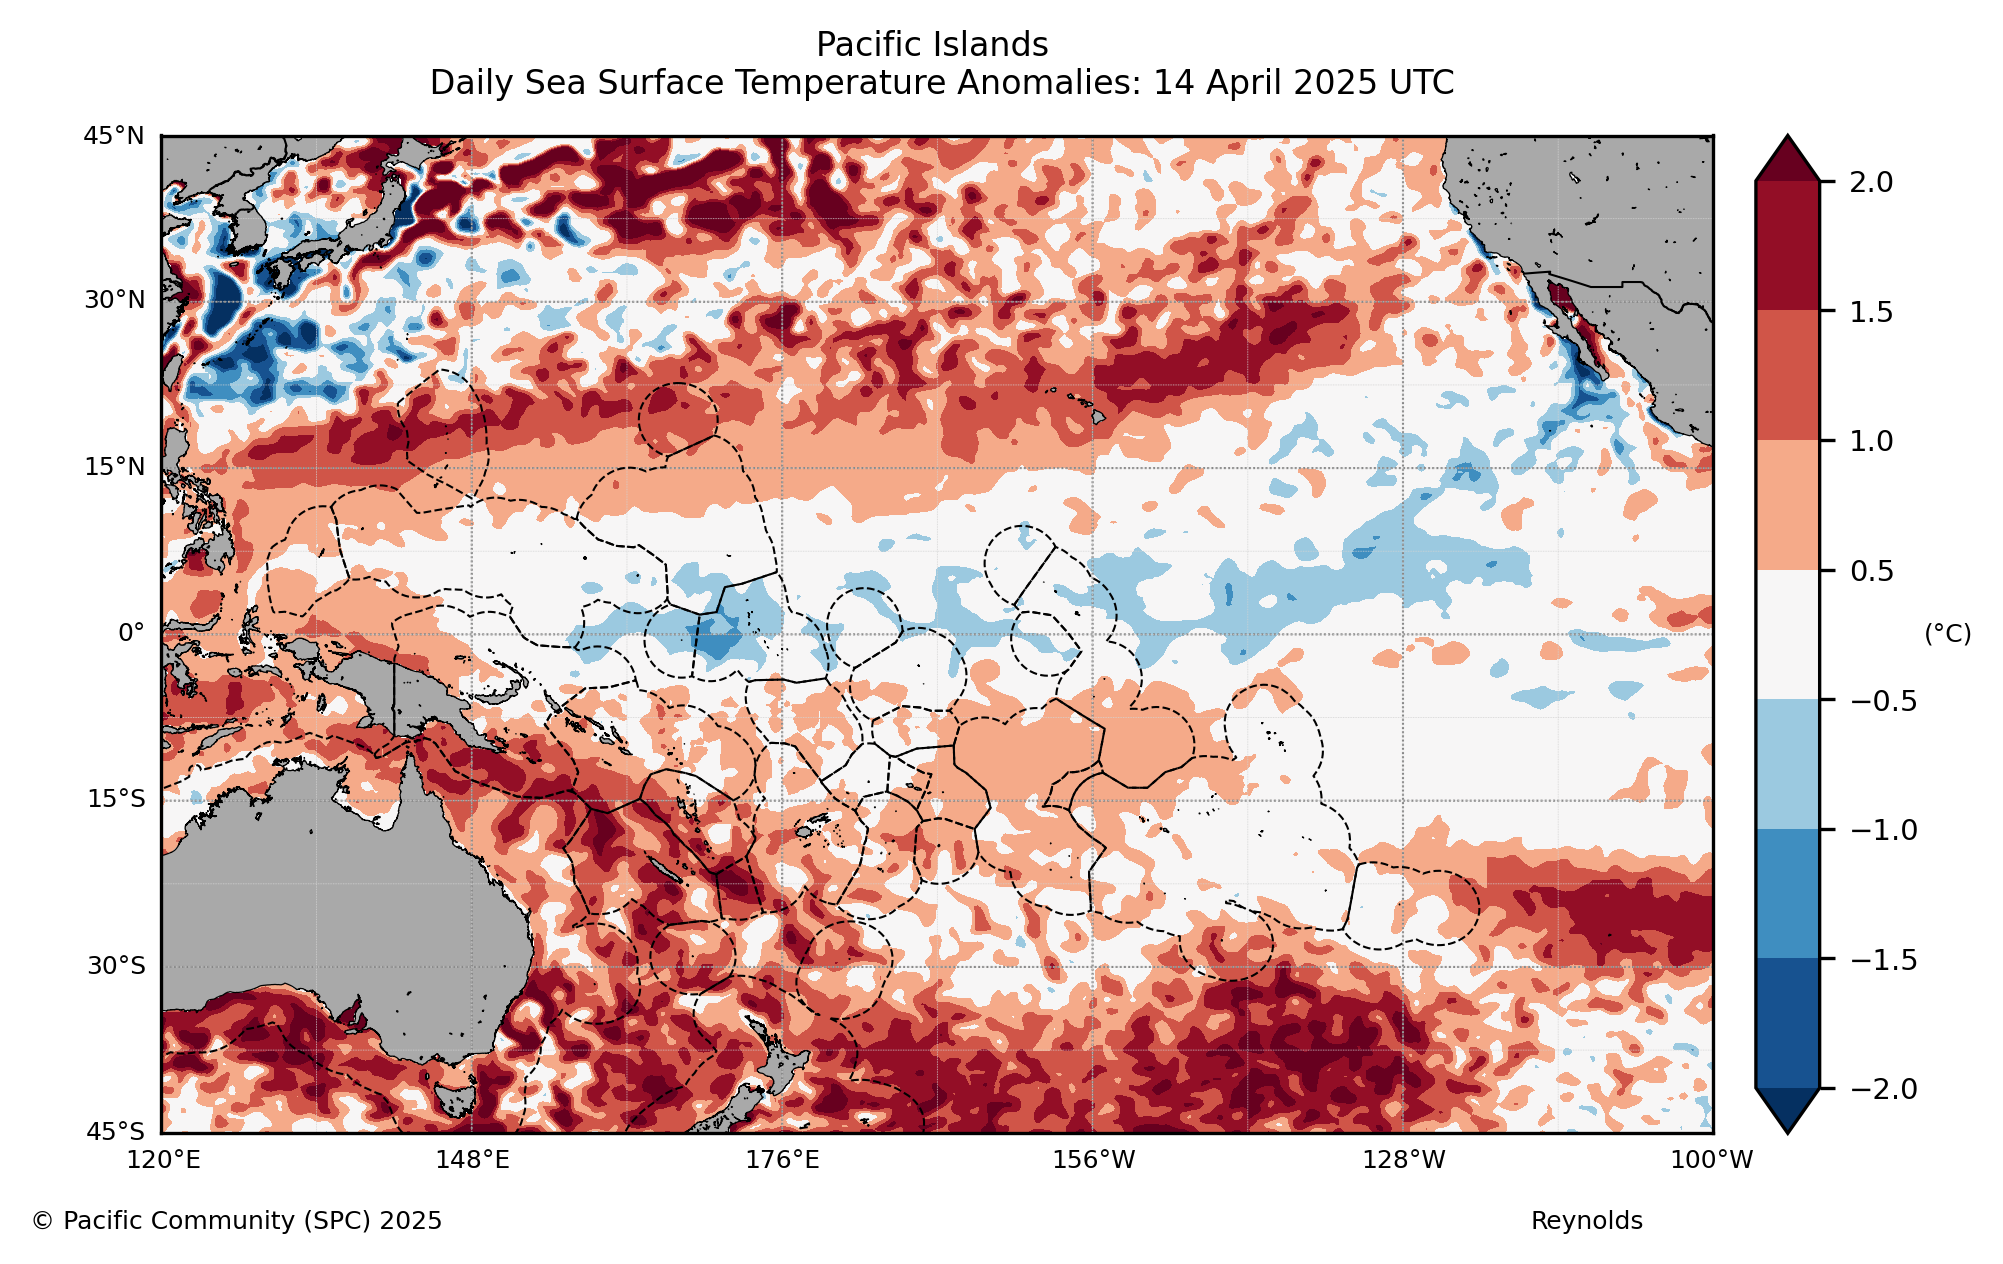 Pacific Islands
Daily Sea Surface Temperature Anomalies: 14 April 2025 UTC
45°N
30°N
15°N
0°
15°S
30°S
45°S
120°E 148°E 176°E 156°W 128°W 100°W
2.0
1.5
1.0
0.5
−0.5
−1.0
−1.5
−2.0
(°C)
© Pacific Community (SPC) 2025
Reynolds